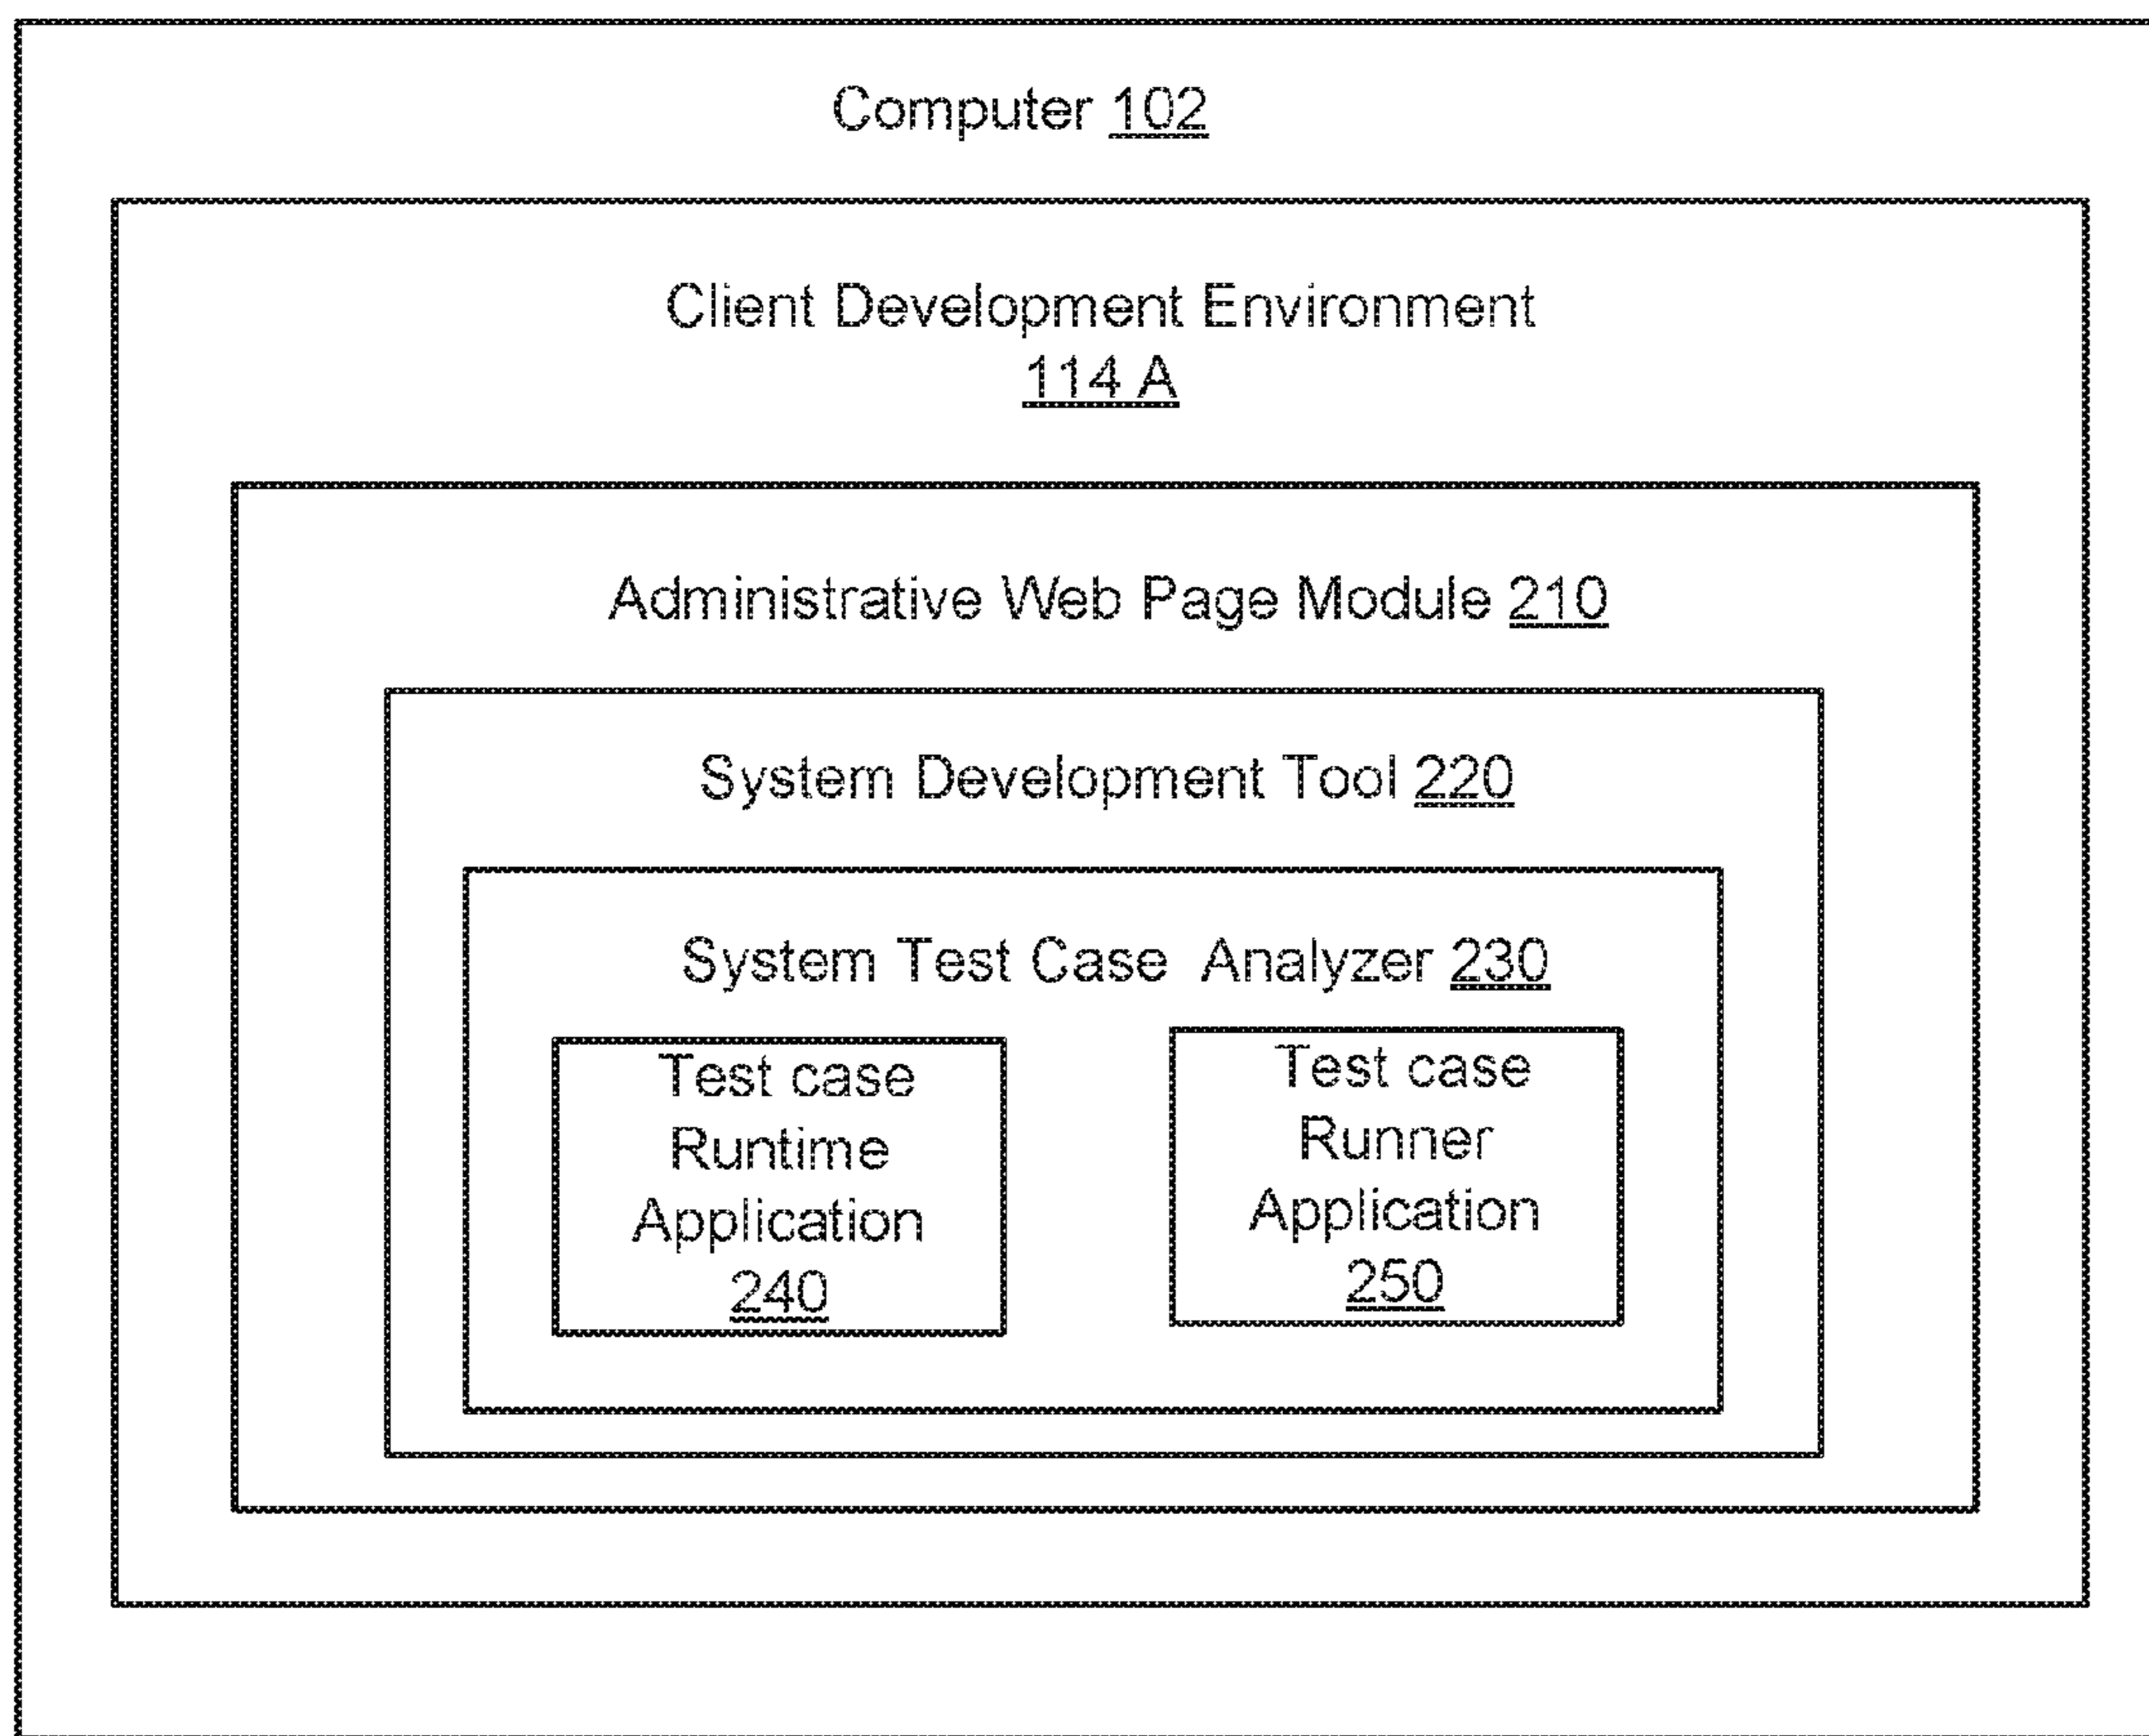 Computer 102
Client Development Environment
114 A
Administrative Web Page Module 210
System Development Tool 220
System Test Case Analyzer 230
Test case
Runtime
Application
240
Test case
Runner
Application
250